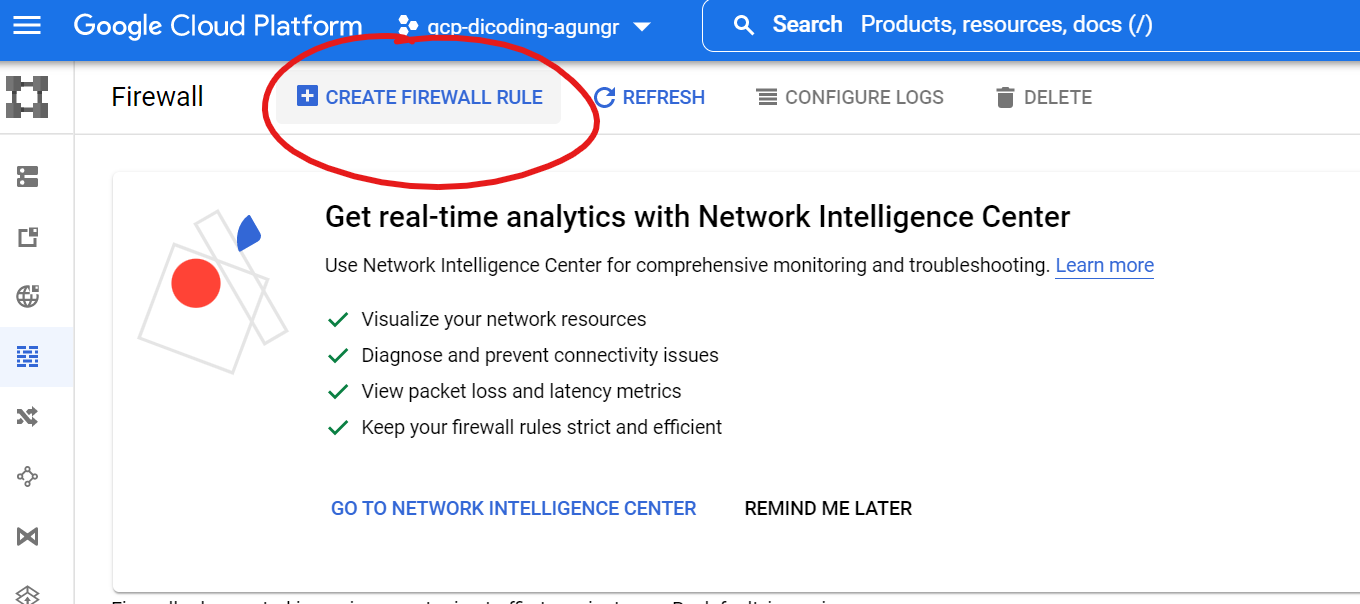 Google Cloud Platform gcp-dicoding-agungr Search Products, resources, docs (/)
Firewall CREATE FIREWALL RULE REFRESH CONFIGURE LOGS DELETE
Get real-time analytics with Network Intelligence Center
Use Network Intelligence Center for comprehensive monitoring and troubleshooting. Learn more
Visualize your network resources
Diagnose and prevent connectivity issues
View packet loss and latency metrics
Keep your firewall rules strict and efficient
GO TO NETWORK INTELLIGENCE CENTER REMIND ME LATER